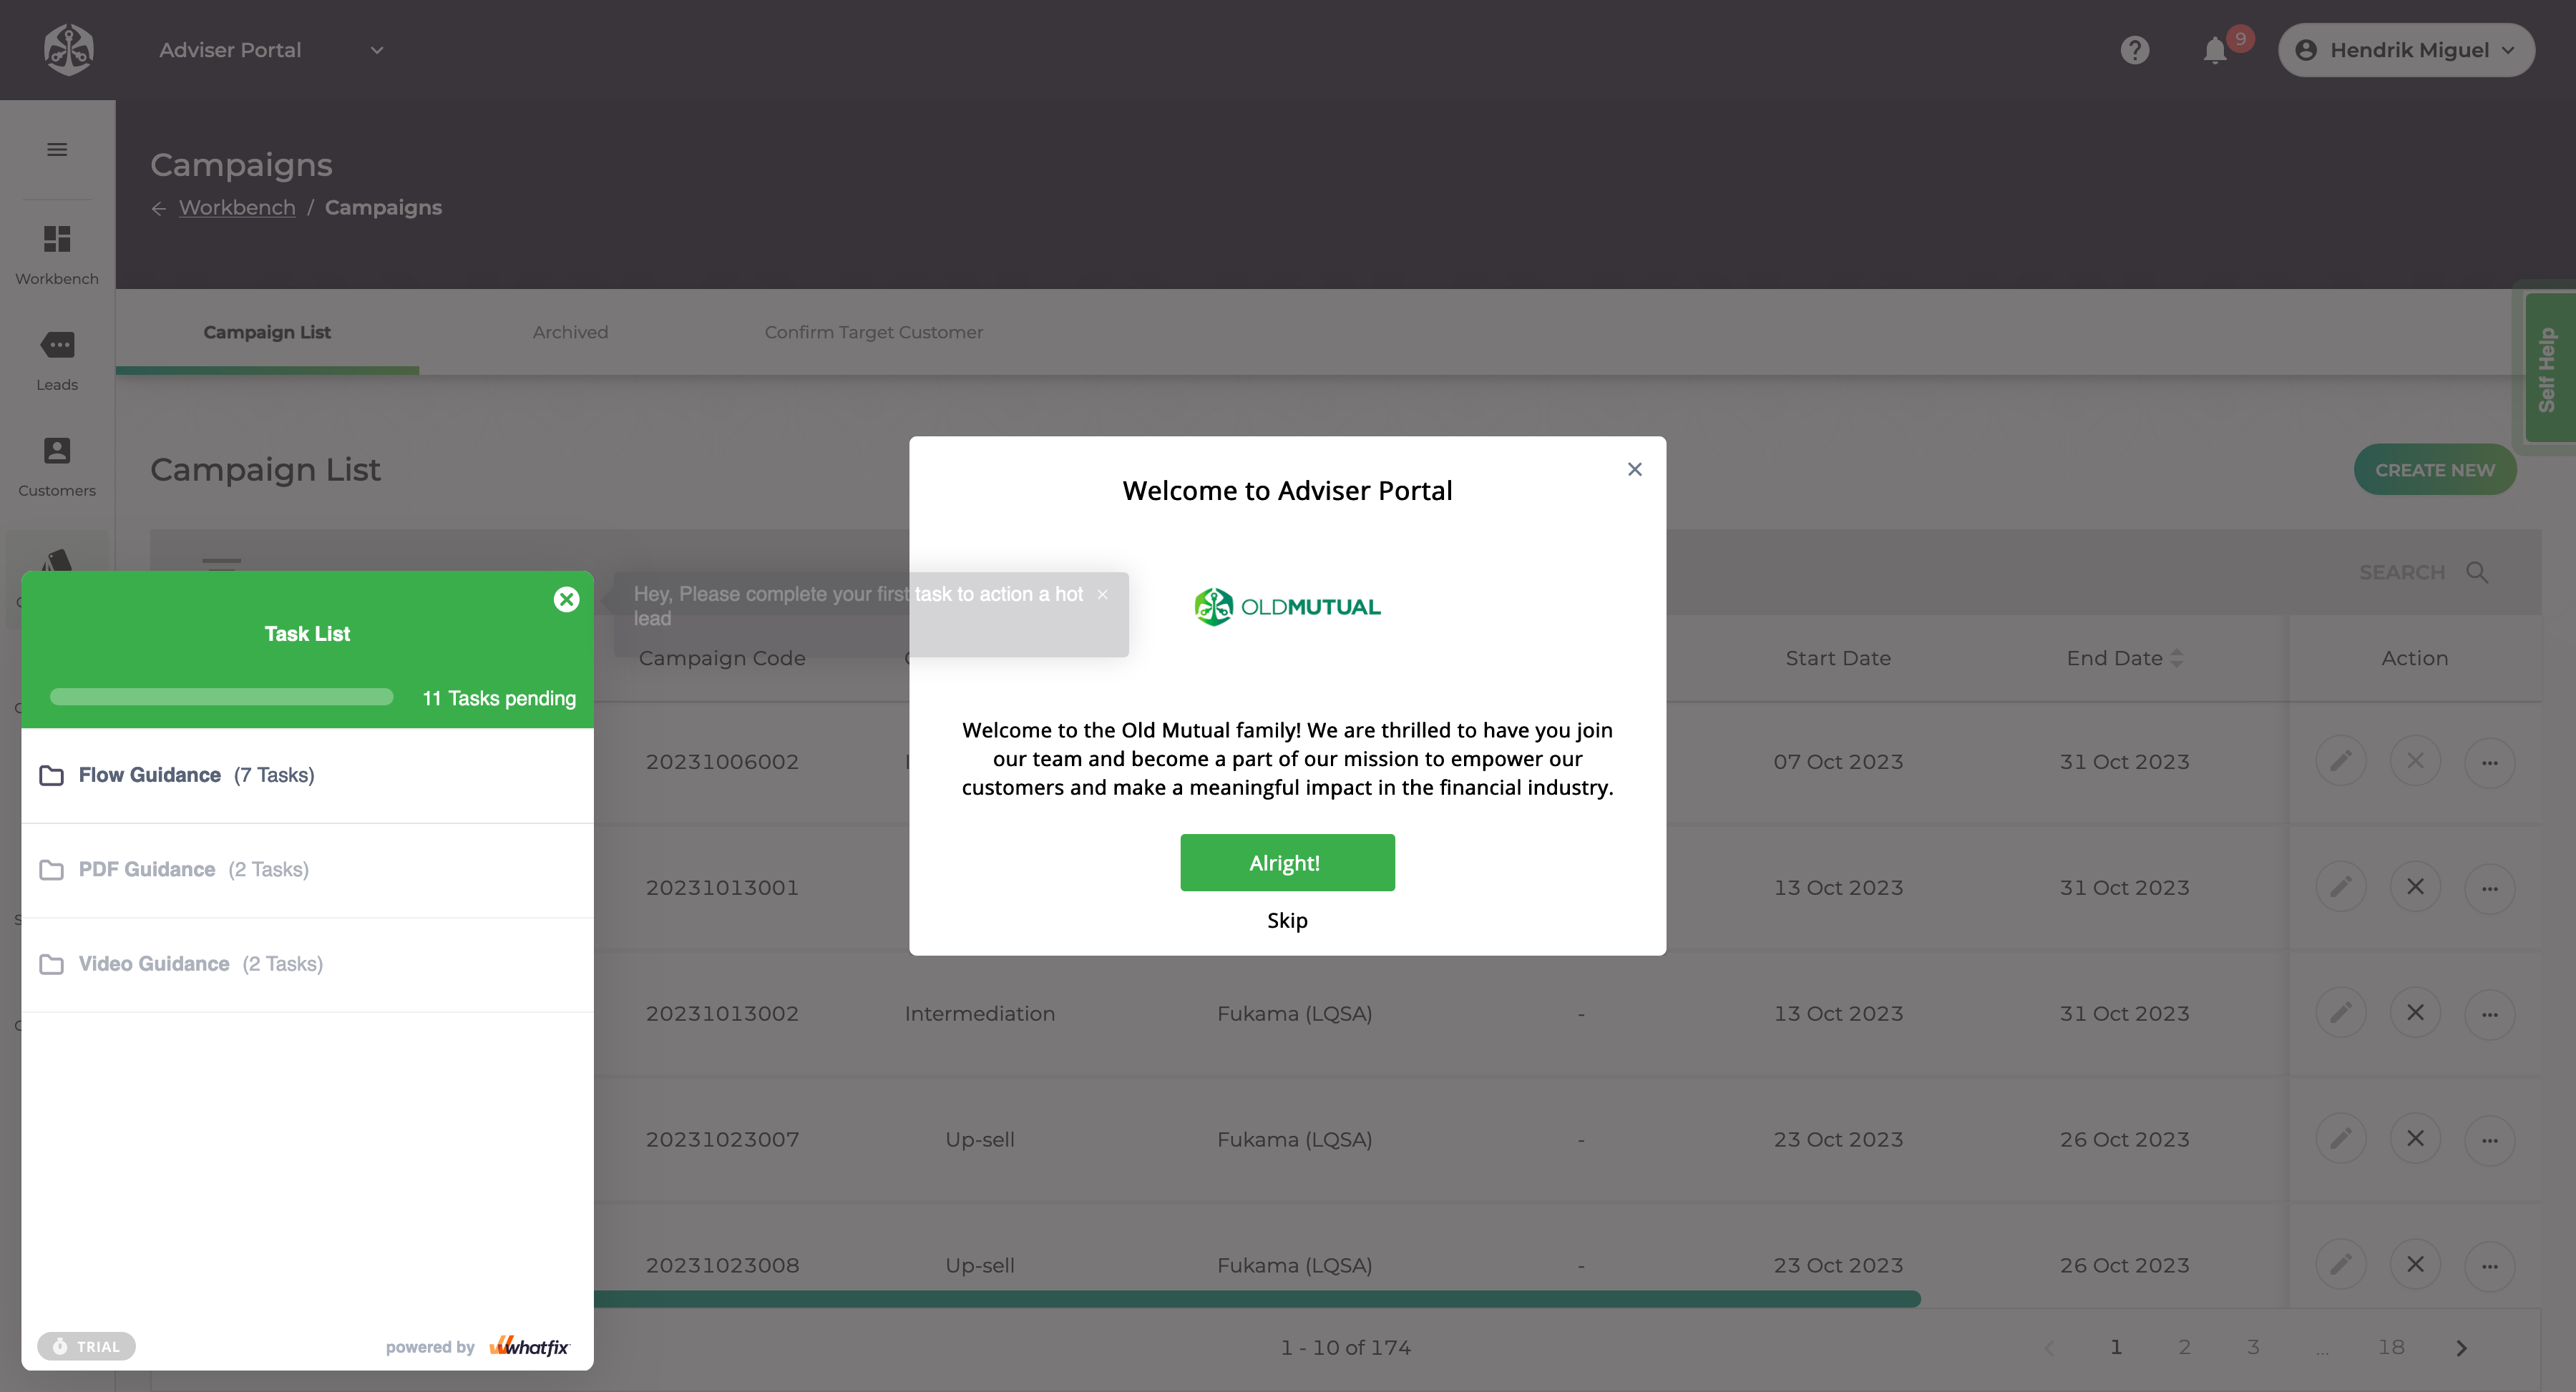 Adviser Portal
9
Hendrik Miguel
Campaigns
Workbench / Campaigns
Workbench
Leads
Customers
Campaign List
Archived
Confirm Target Customer
Self Help
Campaign List
CREATE NEW
SEARCH
Welcome to Adviser Portal
OLDMUTUAL
Welcome to the Old Mutual family! We are thrilled to have you join
our team and become a part of our mission to empower our
customers and make a meaningful impact in the financial industry.
Alright!
Skip
Hey, Please complete your first task to action a hot
lead
Task List
11 Tasks pending
Flow Guidance (7 Tasks)
PDF Guidance (2 Tasks)
Video Guidance (2 Tasks)
TRIAL
powered by whatfix
Campaign Code Start Date End Date Action
20231006002 07 Oct 2023 31 Oct 2023
20231013001 13 Oct 2023 31 Oct 2023
20231013002 Intermediation Fukama (LQSA) - 13 Oct 2023 31 Oct 2023
20231023007 Up-sell Fukama (LQSA) - 23 Oct 2023 26 Oct 2023
20231023008 Up-sell Fukama (LQSA) - 23 Oct 2023 26 Oct 2023
1 - 10 of 174
1 2 3 ... 18